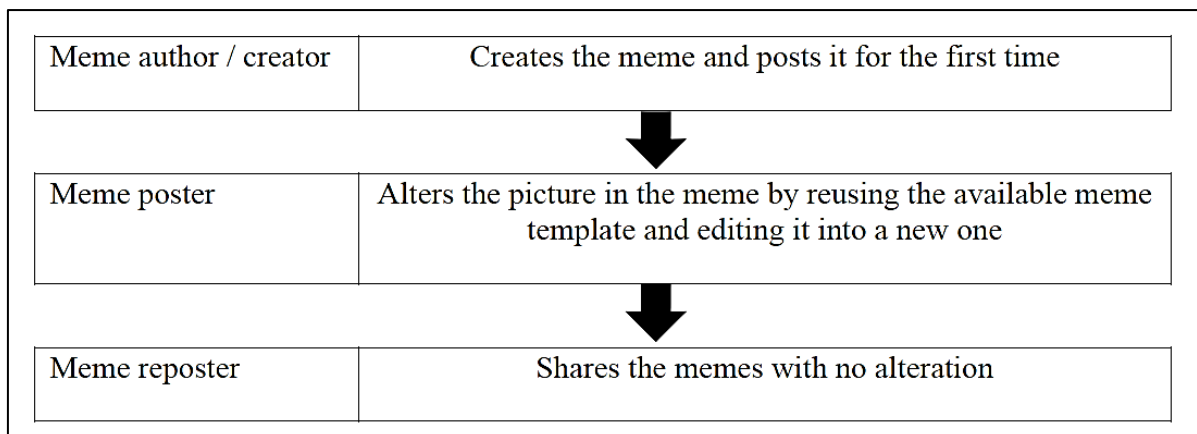 Meme author / creator
Creates the meme and posts it for the first time
Meme poster
Alters the picture in the meme by reusing the available meme
template and editing it into a new one
Meme reposter
Shares the memes with no alteration